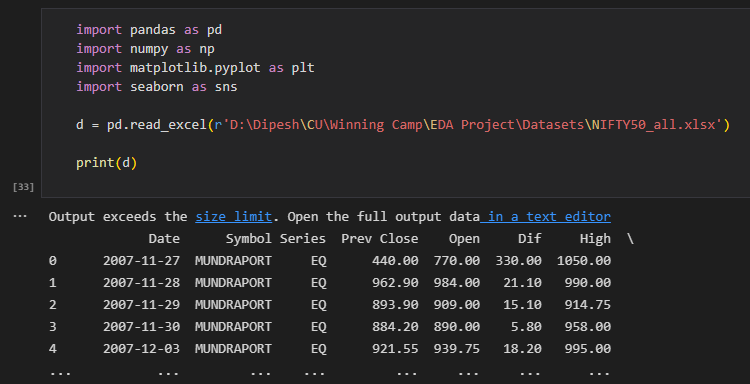 import pandas as pd
import numpy as np
import matplotlib.pyplot as plt
import seaborn as sns
d = pd.read_excel(r'D:\Dipesh\CU\Winning Camp\EDA Project\Datasets\NIFTY50_all.xlsx')
print(d)
[33]
... Output exceeds the size limit. Open the full output data in a text editor
Date Symbol Series Prev Close Open Dif High \
0 2007-11-27 MUNDRAPORT EQ 440.00 770.00 330.00 1050.00
1 2007-11-28 MUNDRAPORT EQ 962.90 984.00 21.10 990.00
2 2007-11-29 MUNDRAPORT EQ 893.90 909.00 15.10 914.75
3 2007-11-30 MUNDRAPORT EQ 884.20 890.00 5.80 958.00
4 2007-12-03 MUNDRAPORT EQ 921.55 939.75 18.20 995.00
... ... ... ... ... ... ... ...